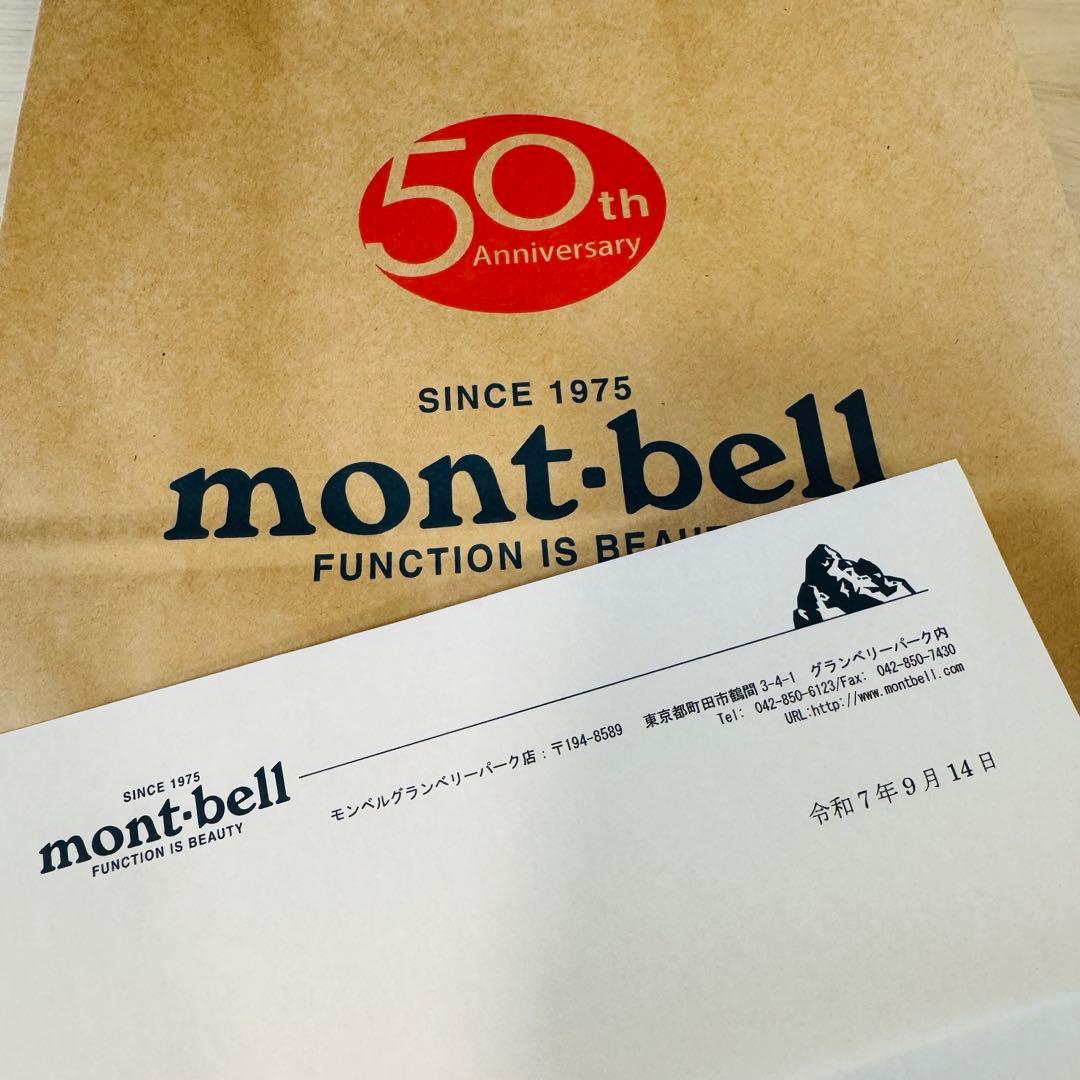 50th
Anniversary
SINCE 1975
mont·bell
FUNCTION IS
SINCE 1975
mont·bell
FUNCTION IS BEAUTY
モンベルグランベリーパーク店：〒194-8589 東京都町田市鶴間 3-4-1 グランベリーパーク内
Tel: 042-850-6123/Fax: 042-850-7430
URL:http://www.montbell.com
令和７年９月 14 日